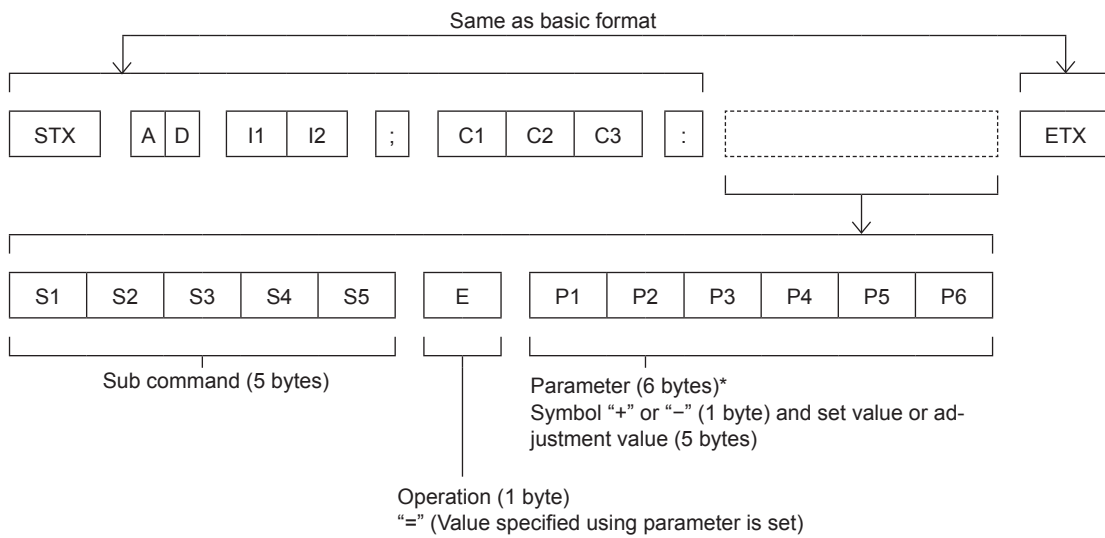 Same as basic format
STX A D I1 I2 ; C1 C2 C3 : ETX
S1 S2 S3 S4 S5 E P1 P2 P3 P4 P5 P6
Sub command (5 bytes)
Parameter (6 bytes)*
Symbol “+” or “−” (1 byte) and set value or ad-
justment value (5 bytes)
Operation (1 byte)
“=” (Value specified using parameter is set)